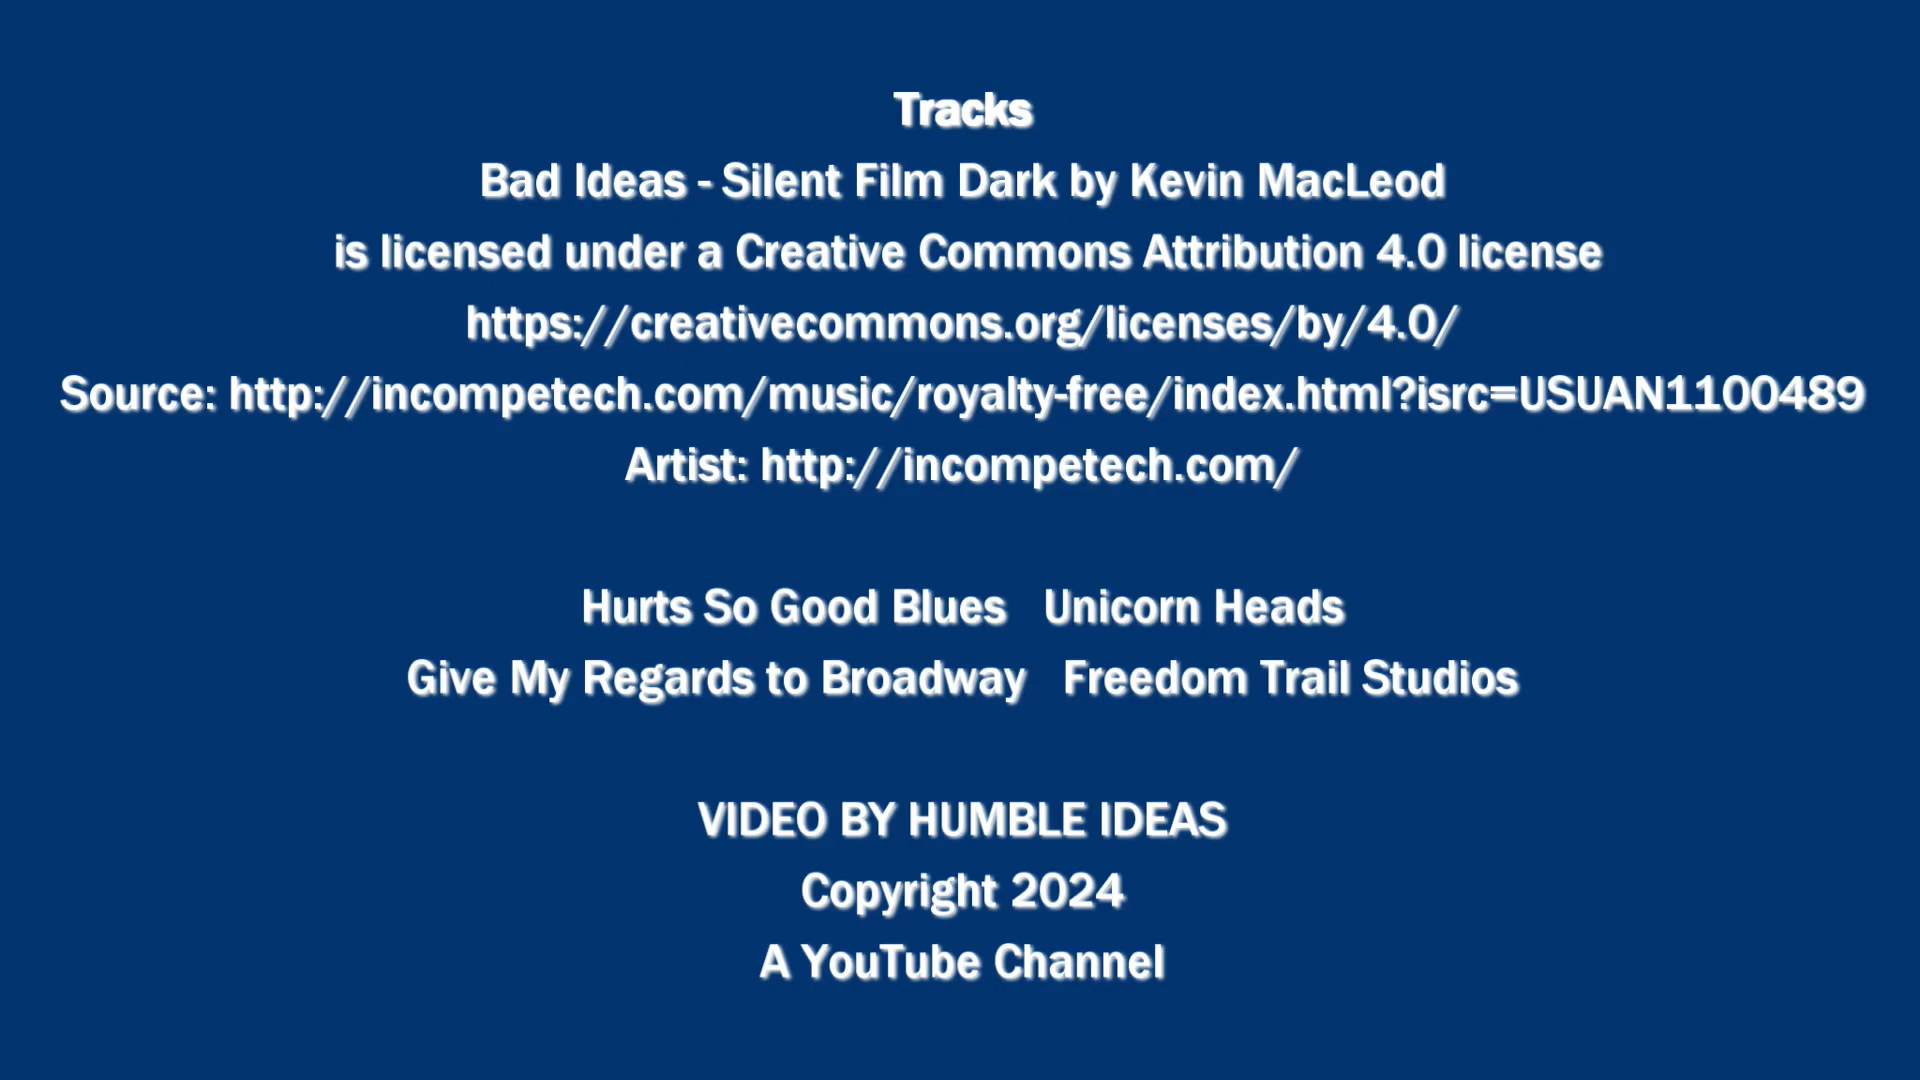 Tracks
Bad Ideas - Silent Film Dark by Kevin MacLeod
is licensed under a Creative Commons Attribution 4.0 license
https://creativecommons.org/licenses/by/4.0/
Source: http://incompetech.com/music/royalty-free/index.html?isrc=USUAN1100489
Artist: http://incompetech.com/
Hurts So Good Blues   Unicorn Heads
Give My Regards to Broadway   Freedom Trail Studios
VIDEO BY HUMBLE IDEAS
Copyright 2024
A YouTube Channel